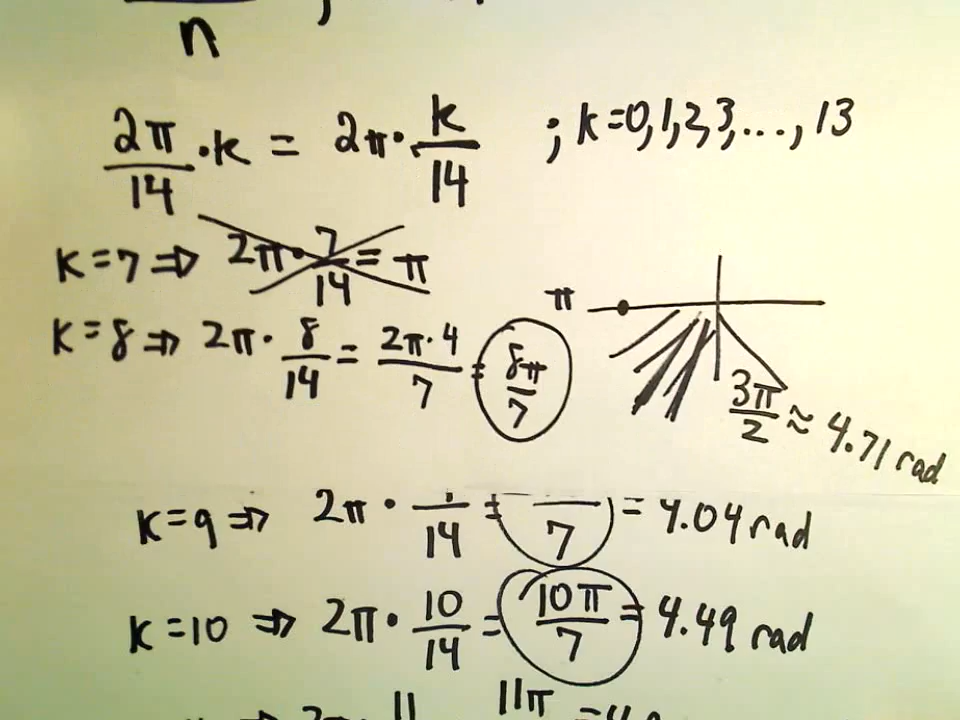 n ;
2π/14 · k = 2π · k/14 ; k=0,1,2,3,...,13
k=7 ⇒ 2π · 7/14 = π
π
k=8 ⇒ 2π · 8/14 = 2π·4/7 = 8π/7
3π/2 ≈ 4.71 rad
k=9 ⇒ 2π · /14 = /7 = 4.04 rad
k=10 ⇒ 2π · 10/14 = 10π/7 = 4.49 rad
⇒ 2π 11 11π